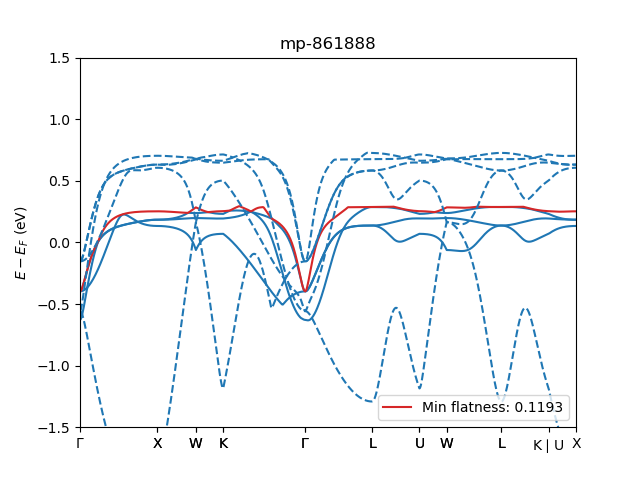 mp-861888
E − E_F (eV)
1.5
1.0
0.5
0.0
−0.5
−1.0
−1.5
Min flatness: 0.1193
Γ X W K Γ L U W L K | U X